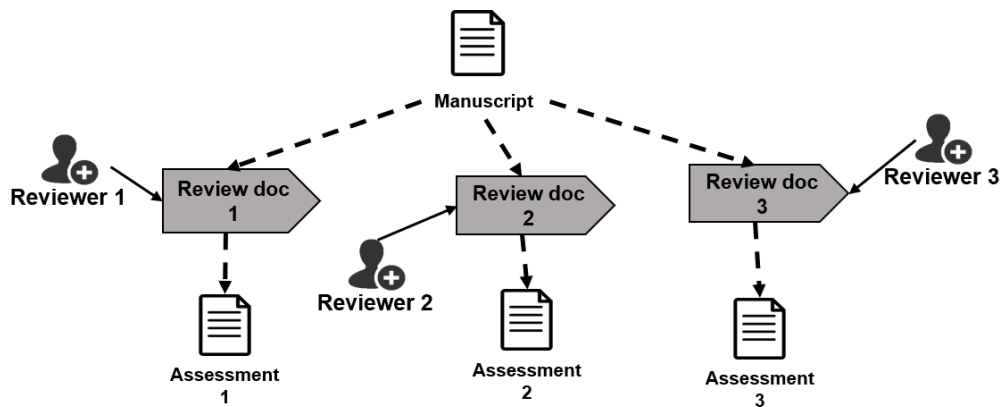 Manuscript
Reviewer 1
Review doc
1
Review doc
2
Review doc
3
Reviewer 3
Reviewer 2
Assessment
1
Assessment
2
Assessment
3